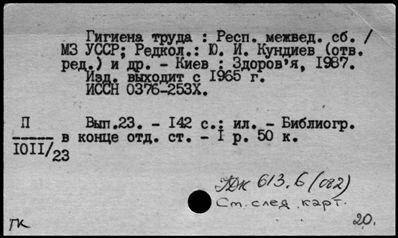 Гигиена труда : Респ. межвед. сб. /
МЗ УССР; Редкол.: Ю. И. Кундиев (отв.
ред.) и др. - Киев : Здоров'я, 1987.
Изд. выходит с 1965 г.
ИССН 0376-253X.
П Вып.23. - 142 с.: ил. - Библиогр.
1011/23 в конце отд. ст. - 1 р. 50 к.
УДК 613.6(082)
См. след. карт.
ГК 20.